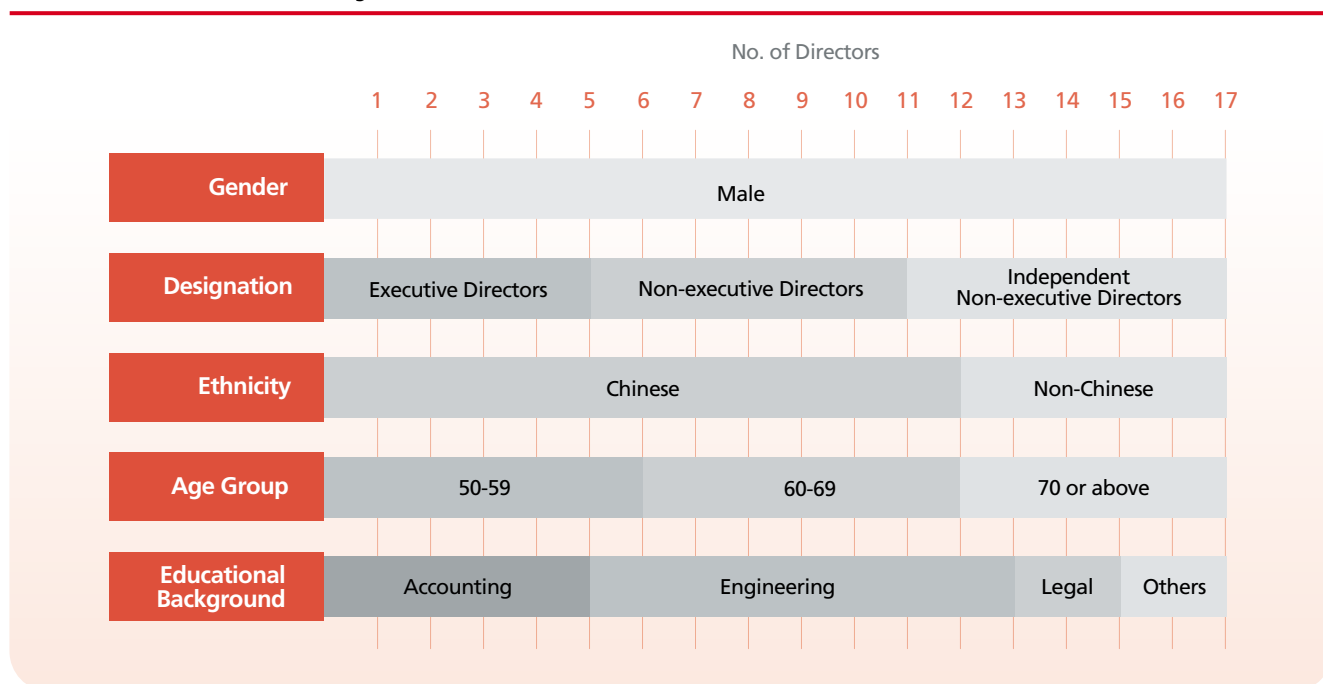 No. of Directors
1 2 3 4 5 6 7 8 9 10 11 12 13 14 15 16 17
Gender
Male
Designation
Executive Directors
Non-executive Directors
Independent
Non-executive Directors
Ethnicity
Chinese
Non-Chinese
Age Group
50-59
60-69
70 or above
Educational
Background
Accounting
Engineering
Legal
Others